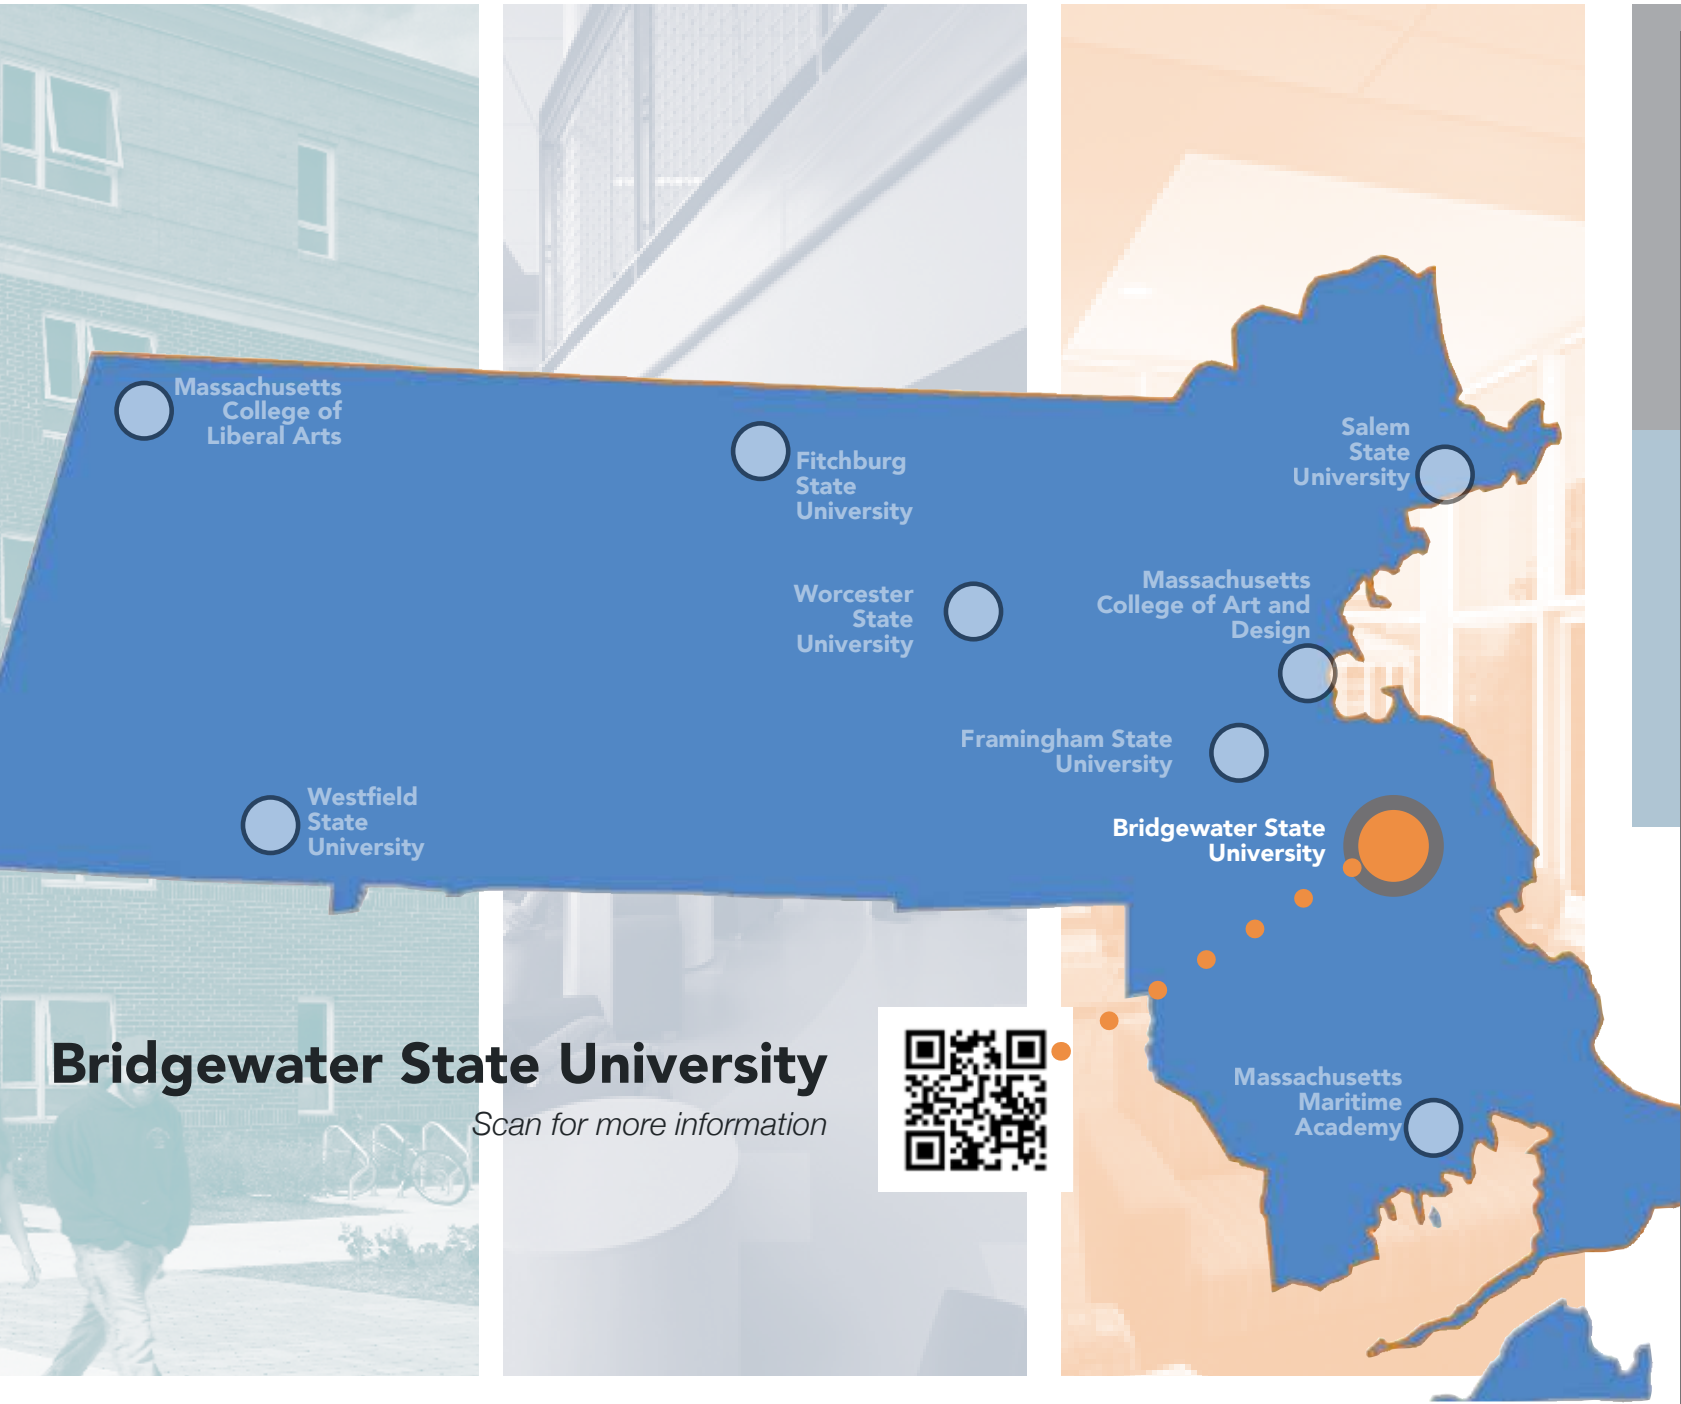 Massachusetts
College of
Liberal Arts
Fitchburg
State
University
Salem
State
University
Worcester
State
University
Massachusetts
College of Art and
Design
Framingham State
University
Westfield
State
University
Bridgewater State
University
Bridgewater State University
Scan for more information
Massachusetts
Maritime
Academy